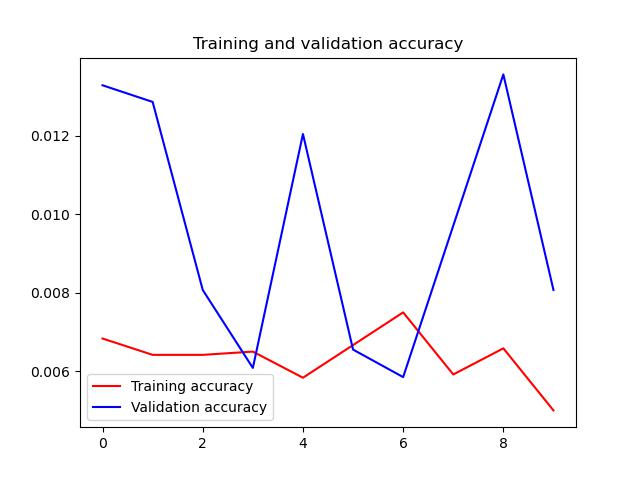 Training and validation accuracy
0.012
0.010
0.008
0.006
Training accuracy
Validation accuracy
0 2 4 6 8